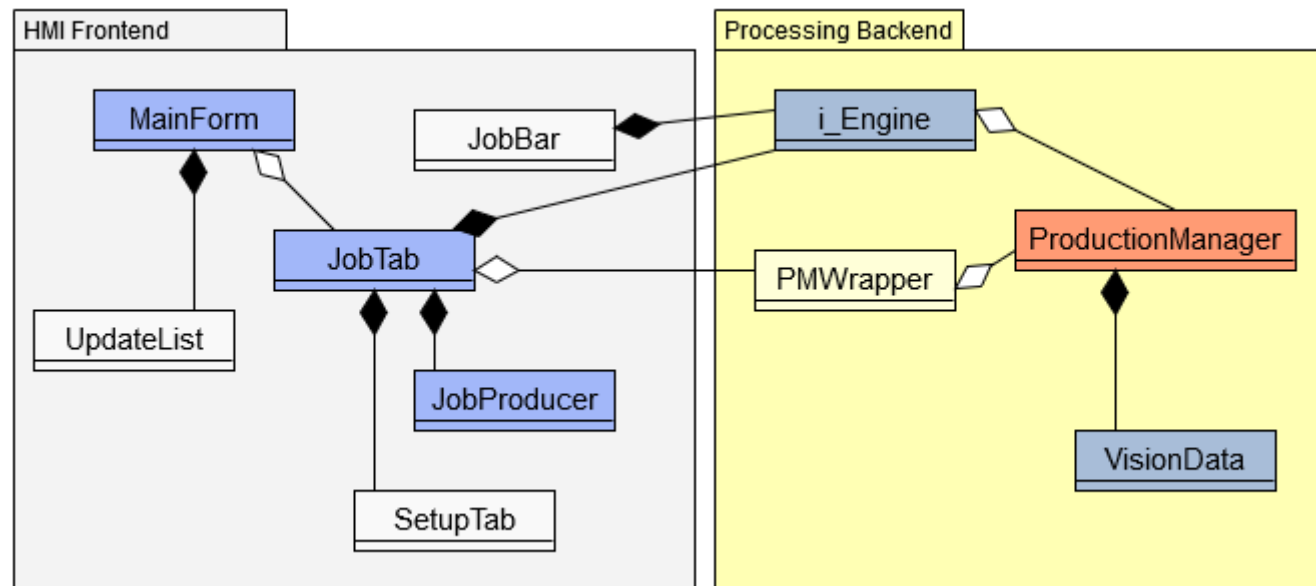 HMI Frontend
Processing Backend
MainForm
JobBar
i_Engine
JobTab
ProductionManager
PMWrapper
UpdateList
JobProducer
VisionData
SetupTab